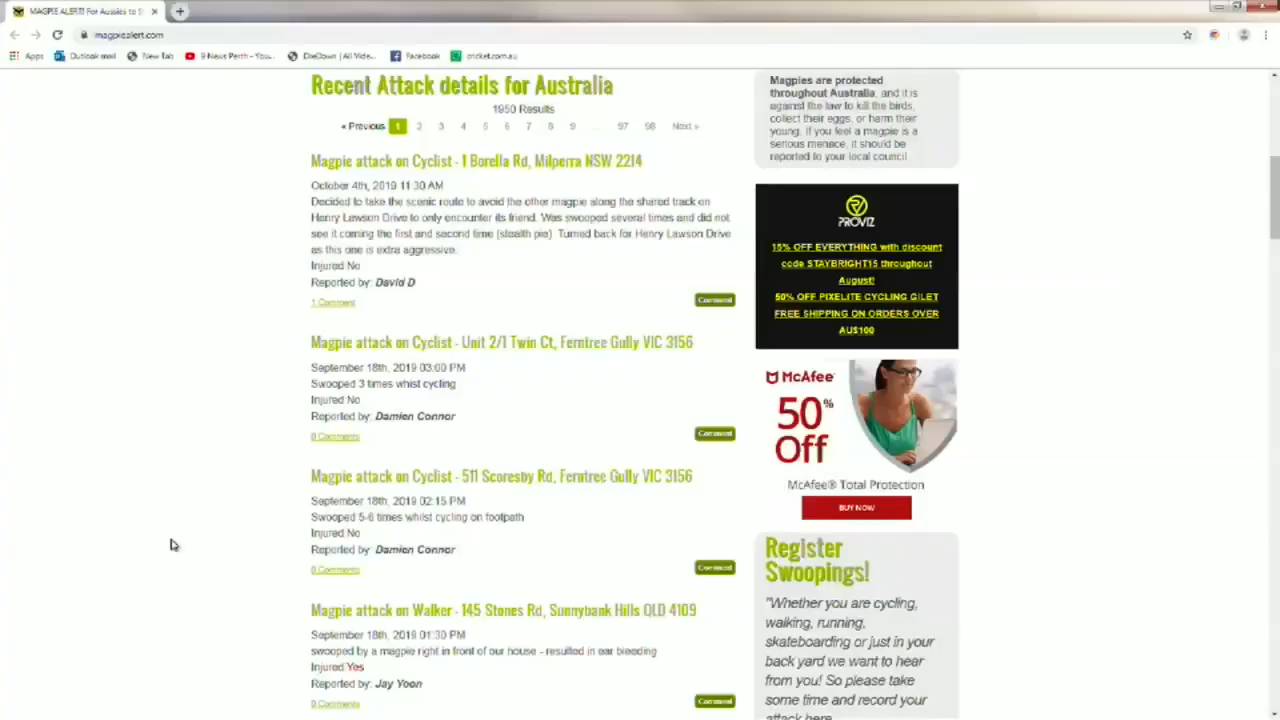 MAGPIE ALERT! For Aussies to S
magpiealert.com
Apps
Outlook mail
New Tab
9 News Perth - You...
DieDown | All Vide...
Facebook
cricket.com.au
Recent Attack details for Australia
1950 Results
« Previous 1 2 3 4 5 6 7 8 9 ... 97 98 Next »
Magpie attack on Cyclist - 1 Borella Rd, Milperra NSW 2214
October 4th, 2019 11:30 AM
Decided to take the scenic route to avoid the other magpie along the shared track on
Henry Lawson Drive to only encounter its friend. Was swooped several times and did not
see it coming the first and second time (stealth pie). Turned back for Henry Lawson Drive
as this one is extra aggressive.
Injured No
Reported by: David D
1 Comment
Comment
Magpie attack on Cyclist - Unit 2/1 Twin Ct, Ferntree Gully VIC 3156
September 18th, 2019 03:00 PM
Swooped 3 times whist cycling
Injured No
Reported by: Damien Connor
0 Comments
Comment
Magpie attack on Cyclist - 511 Scoresby Rd, Ferntree Gully VIC 3156
September 18th, 2019 02:15 PM
Swooped 5-6 times whilst cycling on footpath
Injured No
Reported by: Damien Connor
0 Comments
Comment
Magpie attack on Walker - 145 Stones Rd, Sunnybank Hills QLD 4109
September 18th, 2019 01:30 PM
swooped by a magpie right in front of our house - resulted in ear bleeding
Injured Yes
Reported by: Jay Yoon
0 Comments
Comment
Magpies are protected
throughout Australia, and it is
against the law to kill the birds,
collect their eggs, or harm their
young. If you feel a magpie is a
serious menace, it should be
reported to your local council
PROVIZ
15% OFF EVERYTHING with discount
code STAYBRIGHT15 throughout
August!
50% OFF PIXELITE CYCLING GILET
FREE SHIPPING ON ORDERS OVER
AU$100
McAfee
50%
Off
McAfee® Total Protection
BUY NOW
Register
Swoopings!
"Whether you are cycling,
walking, running,
skateboarding or just in your
back yard we want to hear
from you! So please take
some time and record your
attack here